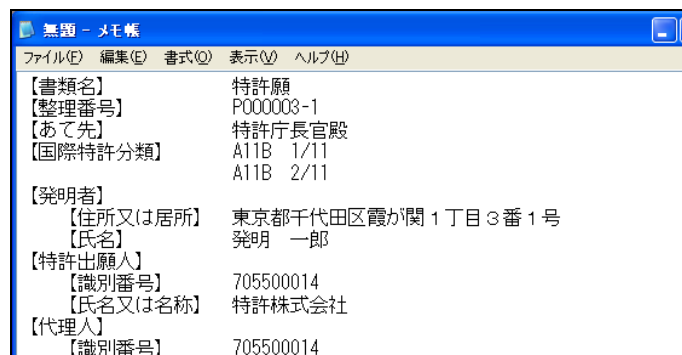 無題 - メモ帳
ファイル(F) 編集(E) 書式(O) 表示(V) ヘルプ(H)
【書類名】 特許願
【整理番号】 P000003-1
【あて先】 特許庁長官殿
【国際特許分類】 A11B 1/11
A11B 2/11
【発明者】
【住所又は居所】 東京都千代田区霞が関1丁目3番1号
【氏名】 発明 一郎
【特許出願人】
【識別番号】 705500014
【氏名又は名称】 特許株式会社
【代理人】
【識別番号】 705500014